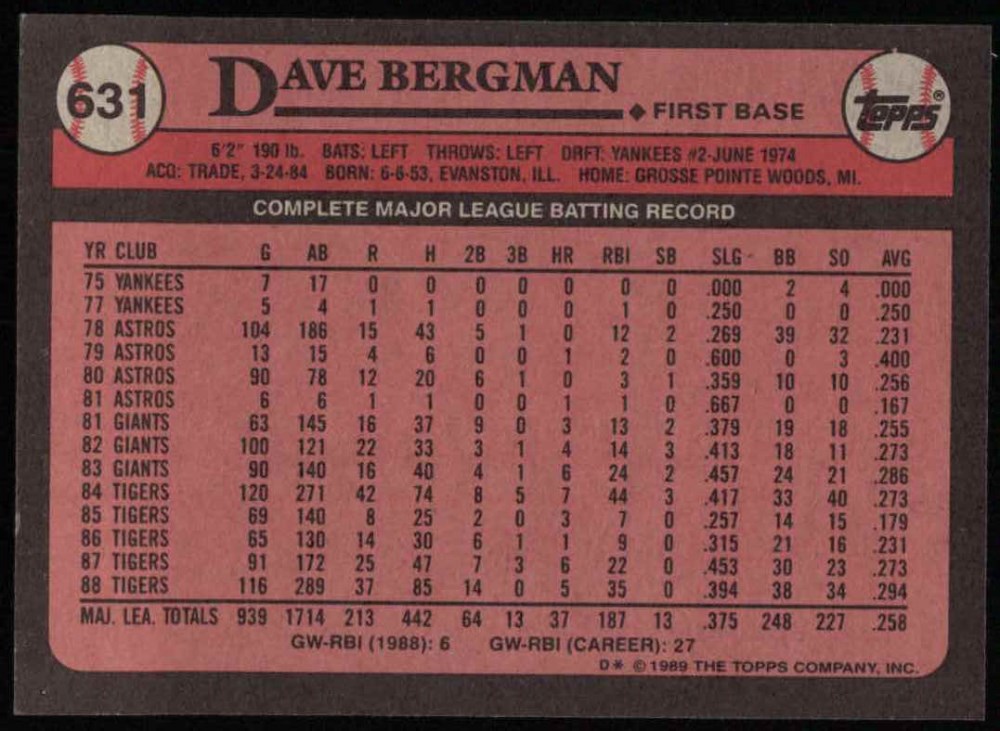 631
DAVE BERGMAN
◆ FIRST BASE
TOPPS®
6'2" 190 lb. BATS: LEFT THROWS: LEFT DRFT: YANKEES #2-JUNE 1974
ACQ: TRADE, 3-24-84 BORN: 6-6-53, EVANSTON, ILL. HOME: GROSSE POINTE WOODS, MI.
COMPLETE MAJOR LEAGUE BATTING RECORD
YR CLUB G AB R H 2B 3B HR RBI SB SLG BB SO AVG
75 YANKEES 7 17 0 0 0 0 0 0 0 .000 2 4 .000
77 YANKEES 5 4 1 1 0 0 0 1 0 .250 0 0 .250
78 ASTROS 104 186 15 43 5 1 0 12 2 .269 39 32 .231
79 ASTROS 13 15 4 6 0 0 1 2 0 .600 0 3 .400
80 ASTROS 90 78 12 20 6 1 0 3 1 .359 10 10 .256
81 ASTROS 6 6 1 1 0 0 1 1 0 .667 0 0 .167
81 GIANTS 63 145 16 37 9 0 3 13 2 .379 19 18 .255
82 GIANTS 100 121 22 33 3 1 4 14 3 .413 18 11 .273
83 GIANTS 90 140 16 40 4 1 6 24 2 .457 24 21 .286
84 TIGERS 120 271 42 74 8 5 7 44 3 .417 33 40 .273
85 TIGERS 69 140 8 25 2 0 3 7 0 .257 14 15 .179
86 TIGERS 65 130 14 30 6 1 1 9 0 .315 21 16 .231
87 TIGERS 91 172 25 47 7 3 6 22 0 .453 30 23 .273
88 TIGERS 116 289 37 85 14 0 5 35 0 .394 38 34 .294
MAJ. LEA. TOTALS 939 1714 213 442 64 13 37 187 13 .375 248 227 .258
GW-RBI (1988): 6 GW-RBI (CAREER): 27
D* © 1989 THE TOPPS COMPANY, INC.